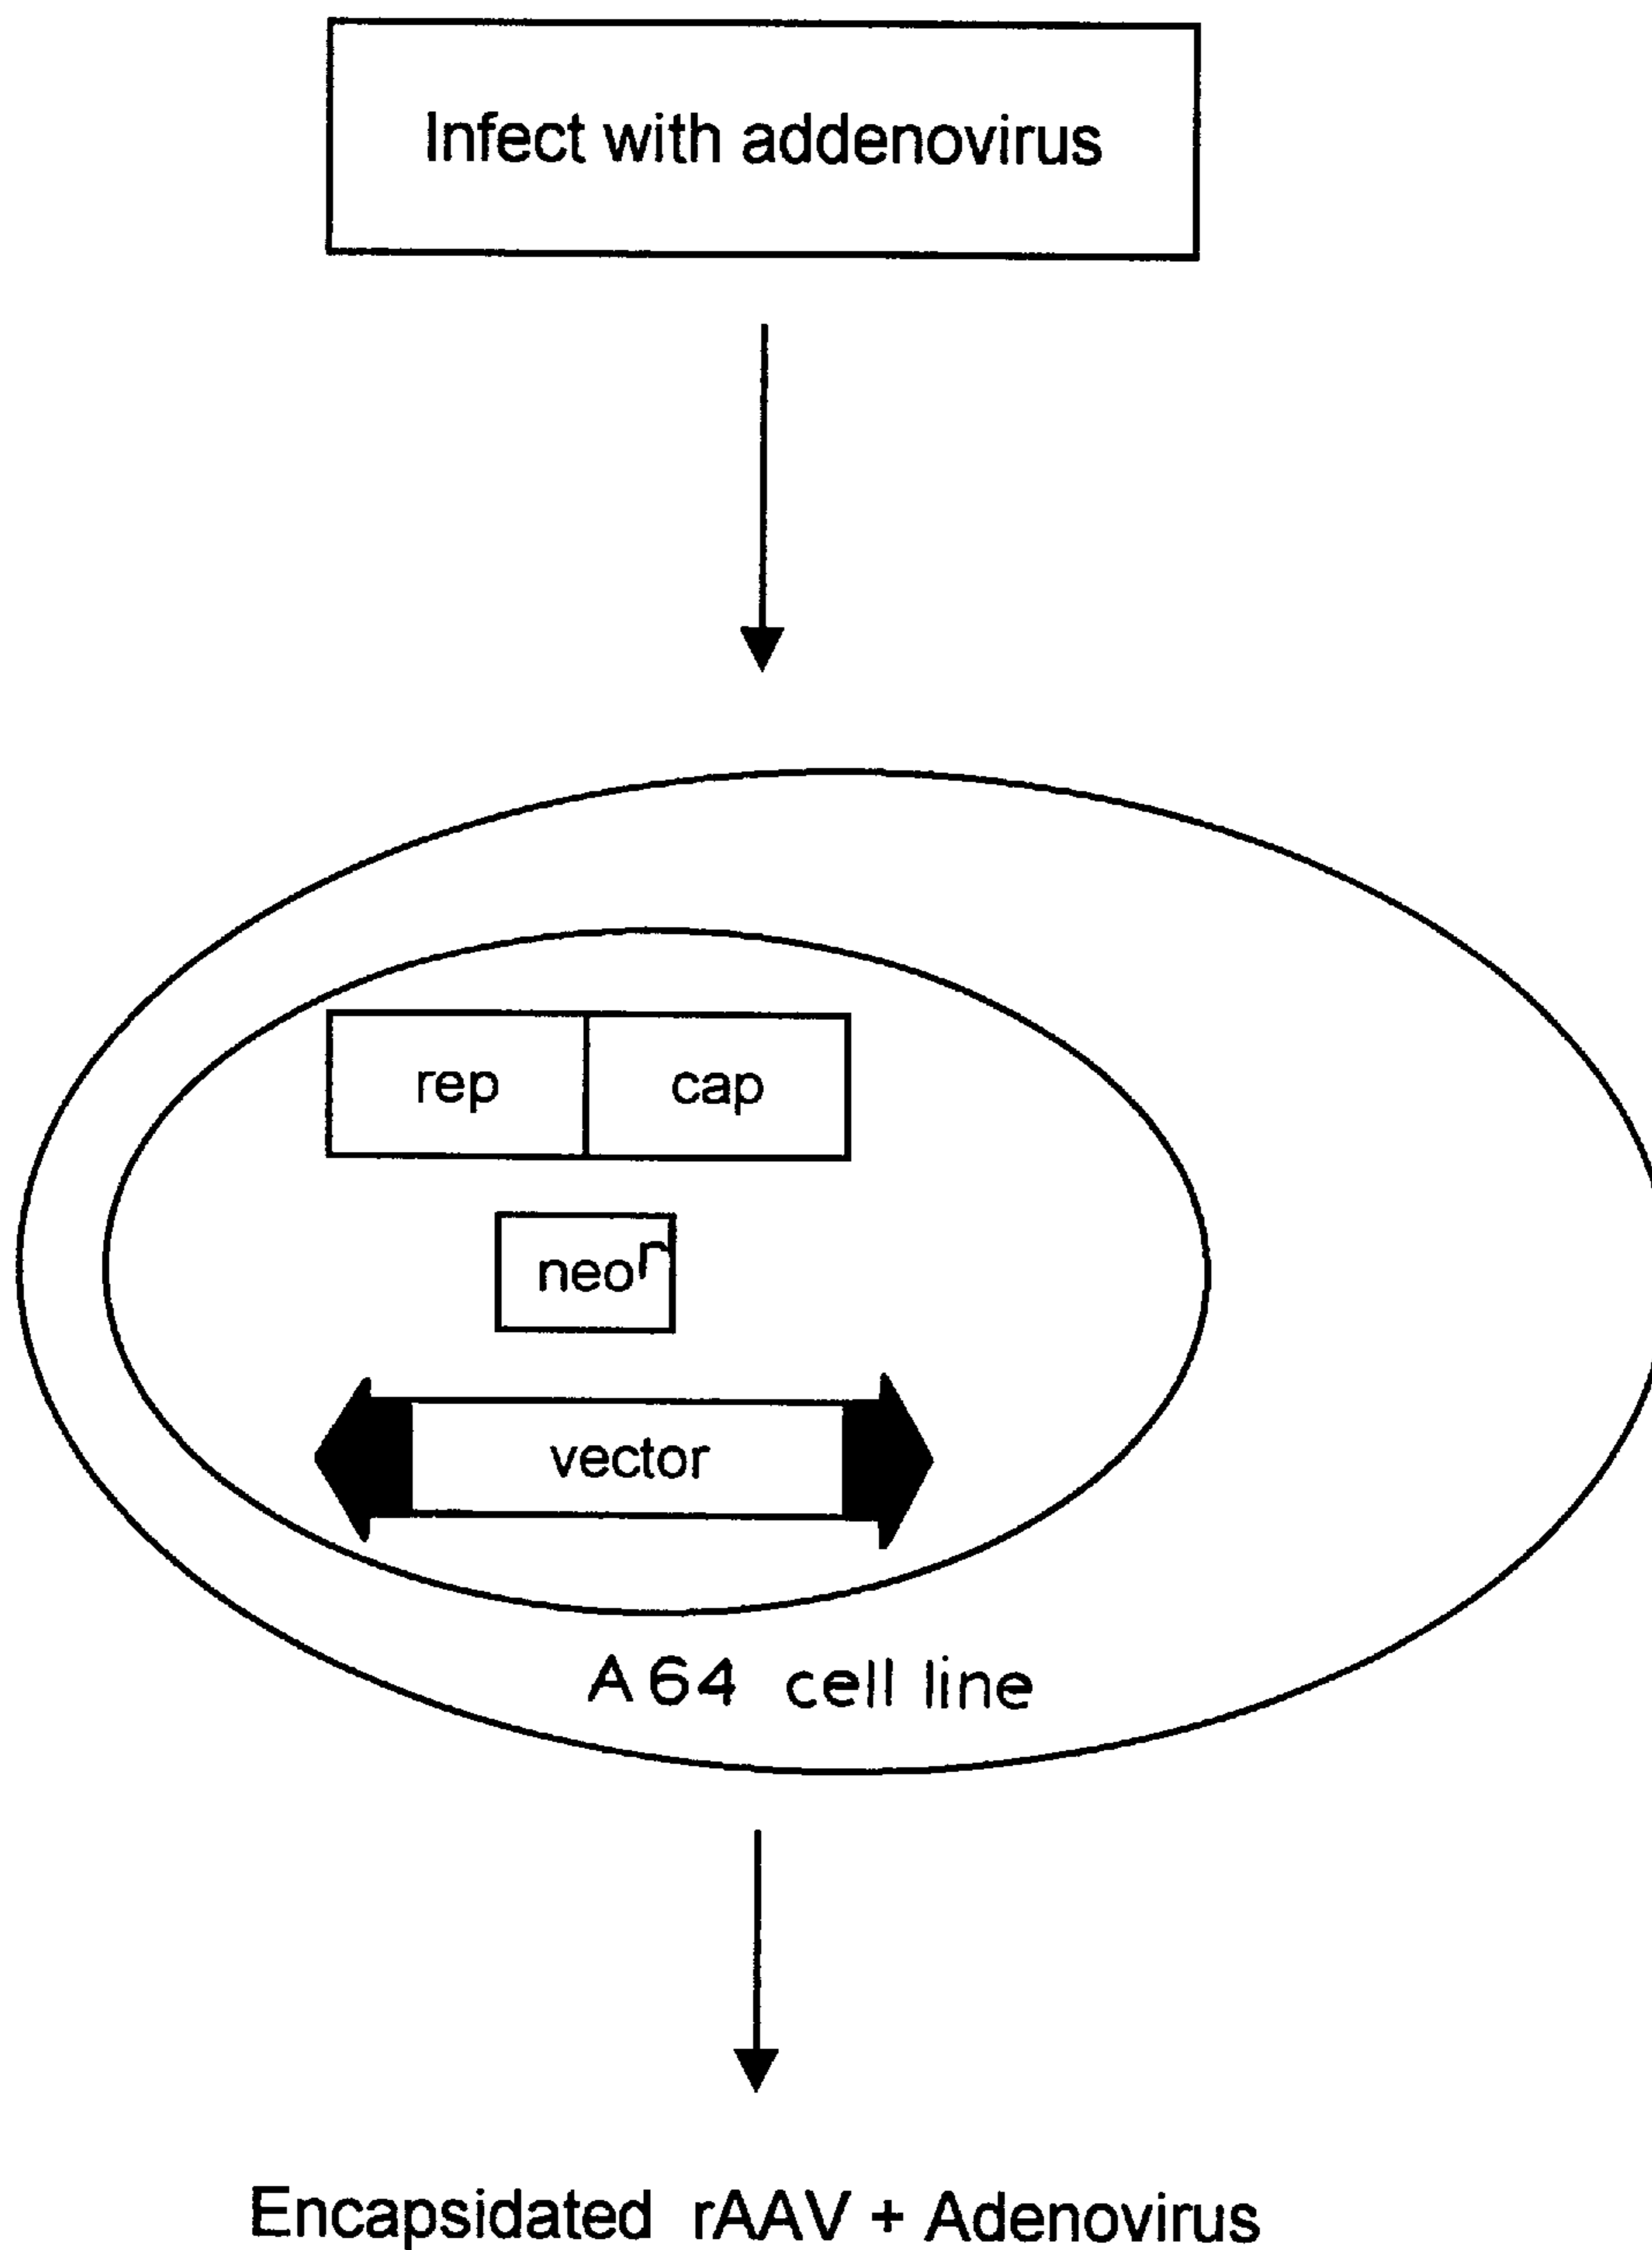 Infect with addenovirus
rep cap
neoʳ
vector
A64 cell line
Encapsidated rAAV + Adenovirus